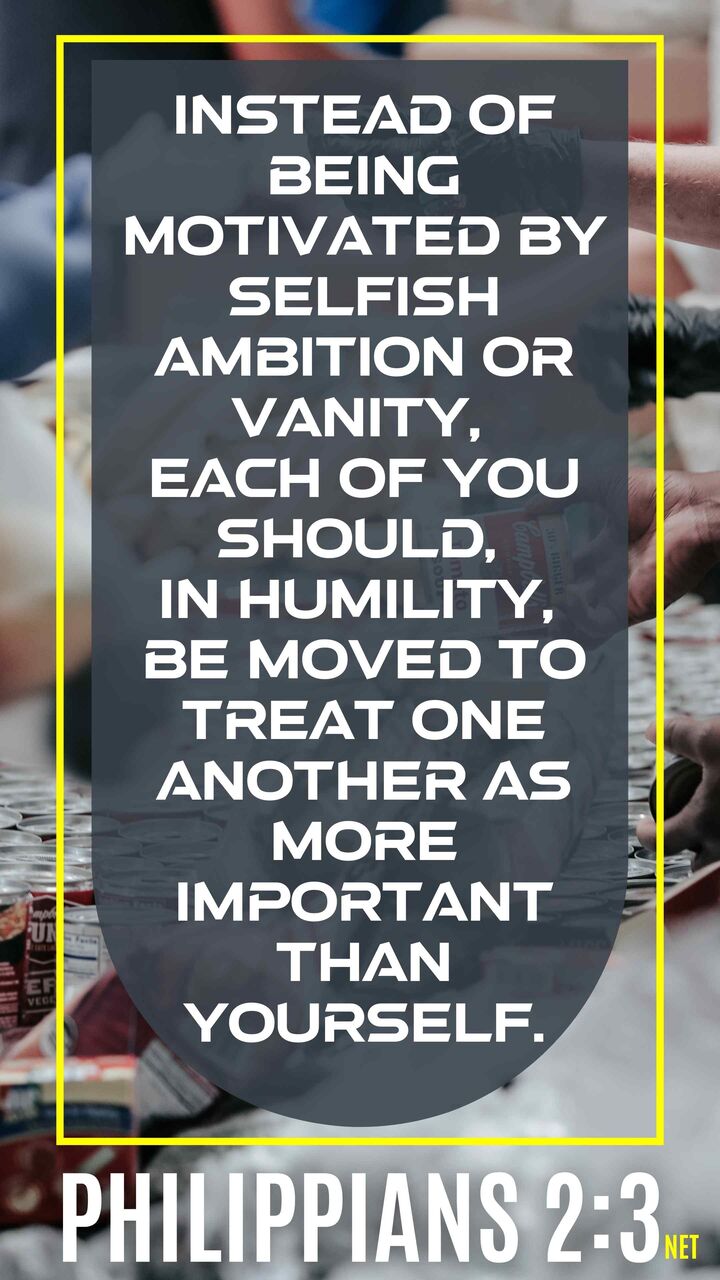 INSTEAD OF
BEING
MOTIVATED BY
SELFISH
AMBITION OR
VANITY,
EACH OF YOU
SHOULD,
IN HUMILITY,
BE MOVED TO
TREAT ONE
ANOTHER AS
MORE
IMPORTANT
THAN
YOURSELF.
Campbell's
PHILIPPIANS 2:3 NET